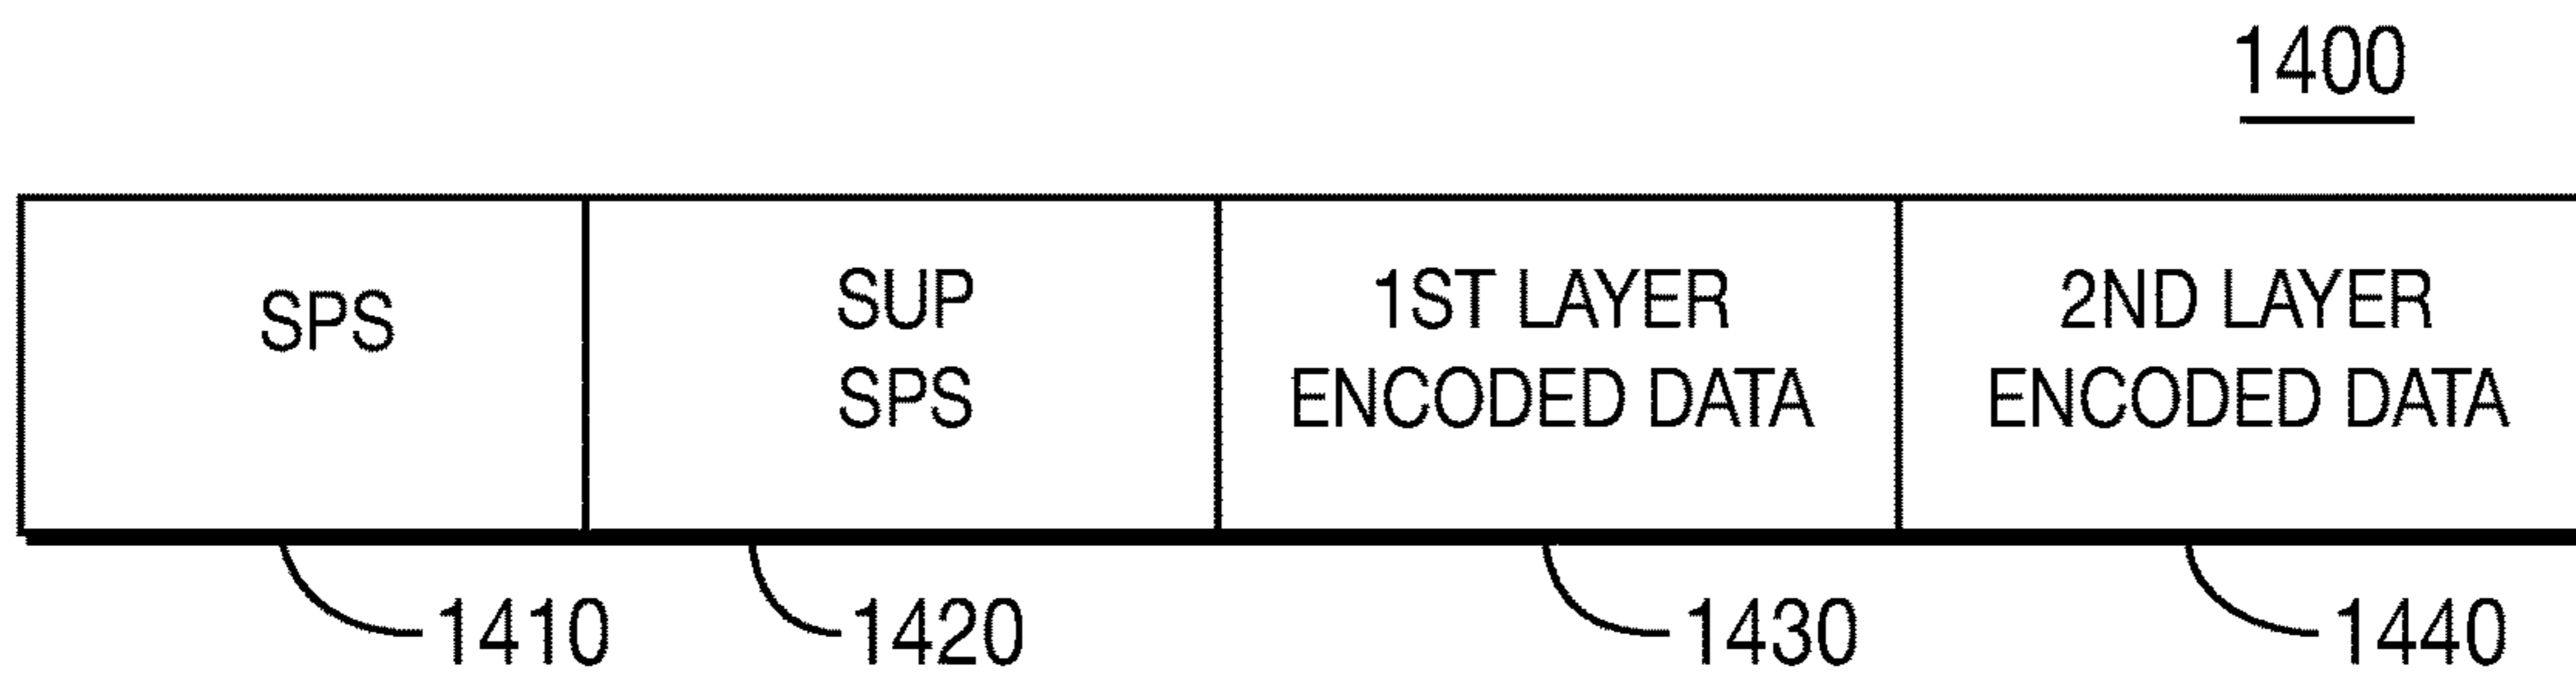 1400
SPS
SUP
SPS
1ST LAYER
ENCODED DATA
2ND LAYER
ENCODED DATA
1410
1420
1430
1440